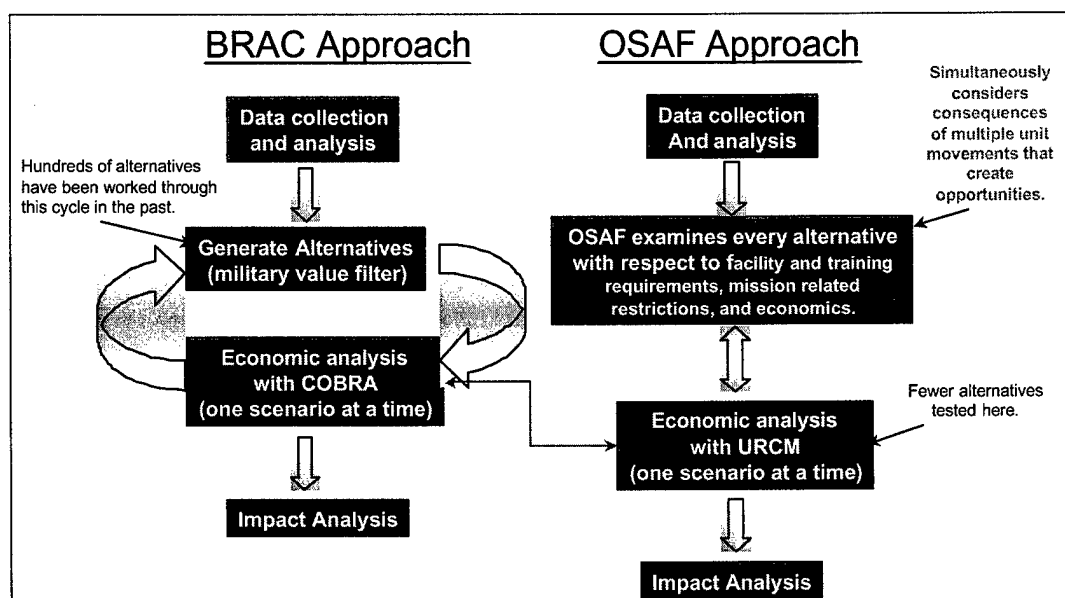 BRAC Approach
Data collection
and analysis
Hundreds of alternatives
have been worked through
this cycle in the past.
Generate Alternatives
(military value filter)
Economic analysis
with COBRA
(one scenario at a time)
Impact Analysis
OSAF Approach
Data collection
And analysis
Simultaneously
considers
consequences
of multiple unit
movements that
create
opportunities.
OSAF examines every alternative
with respect to facility and training
requirements, mission related
restrictions, and economics.
Fewer alternatives
tested here.
Economic analysis
with URCM
(one scenario at a time)
Impact Analysis